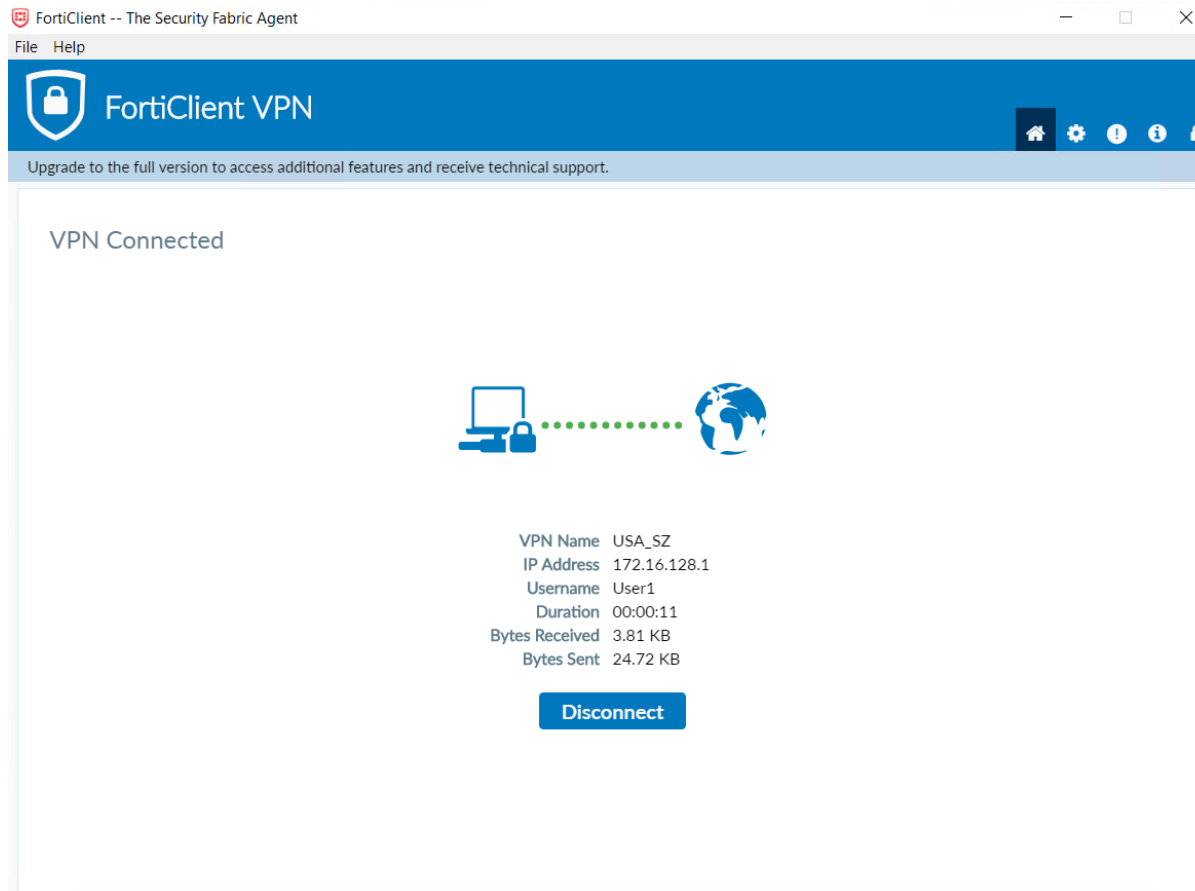 FortiClient -- The Security Fabric Agent
File Help
FortiClient VPN
Upgrade to the full version to access additional features and receive technical support.
VPN Connected
VPN Name USA_SZ
IP Address 172.16.128.1
Username User1
Duration 00:00:11
Bytes Received 3.81 KB
Bytes Sent 24.72 KB
Disconnect